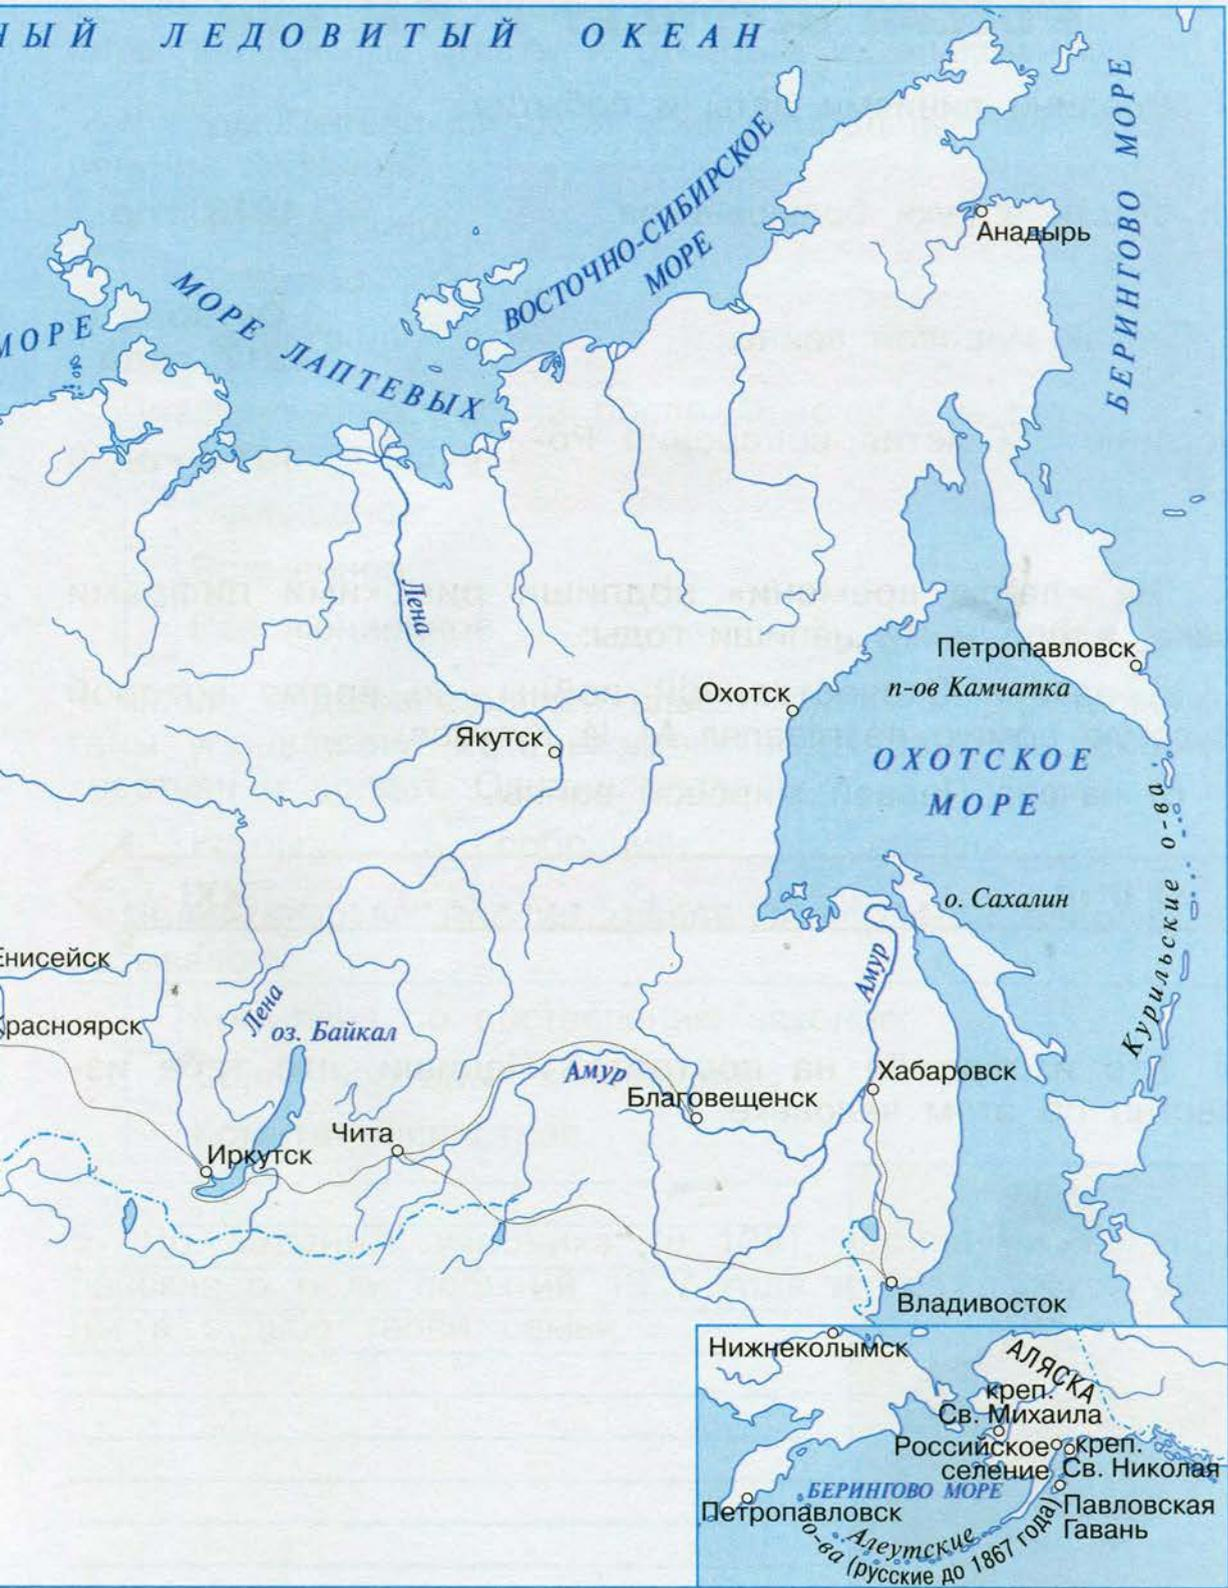 НЫЙ ЛЕДОВИТЫЙ ОКЕАН
БЕРИНГОВО МОРЕ
ВОСТОЧНО-СИБИРСКОЕ
МОРЕ
Анадырь
МОРЕ
МОРЕ ЛАПТЕВЫХ
Лена
Петропавловск
п-ов Камчатка
Охотск
Якутск
ОХОТСКОЕ
МОРЕ
Курильские о-ва
о. Сахалин
Енисейск
Красноярск
Лена
оз. Байкал
Амур
Амур
Хабаровск
Благовещенск
Чита
Иркутск
Владивосток
Нижнеколымск
АЛЯСКА
креп.
Св. Михаила
Российское
селение
креп.
Св. Николая
БЕРИНГОВО МОРЕ
Петропавловск
Павловская
Гавань
Алеутские
о-ва (русские до 1867 года)